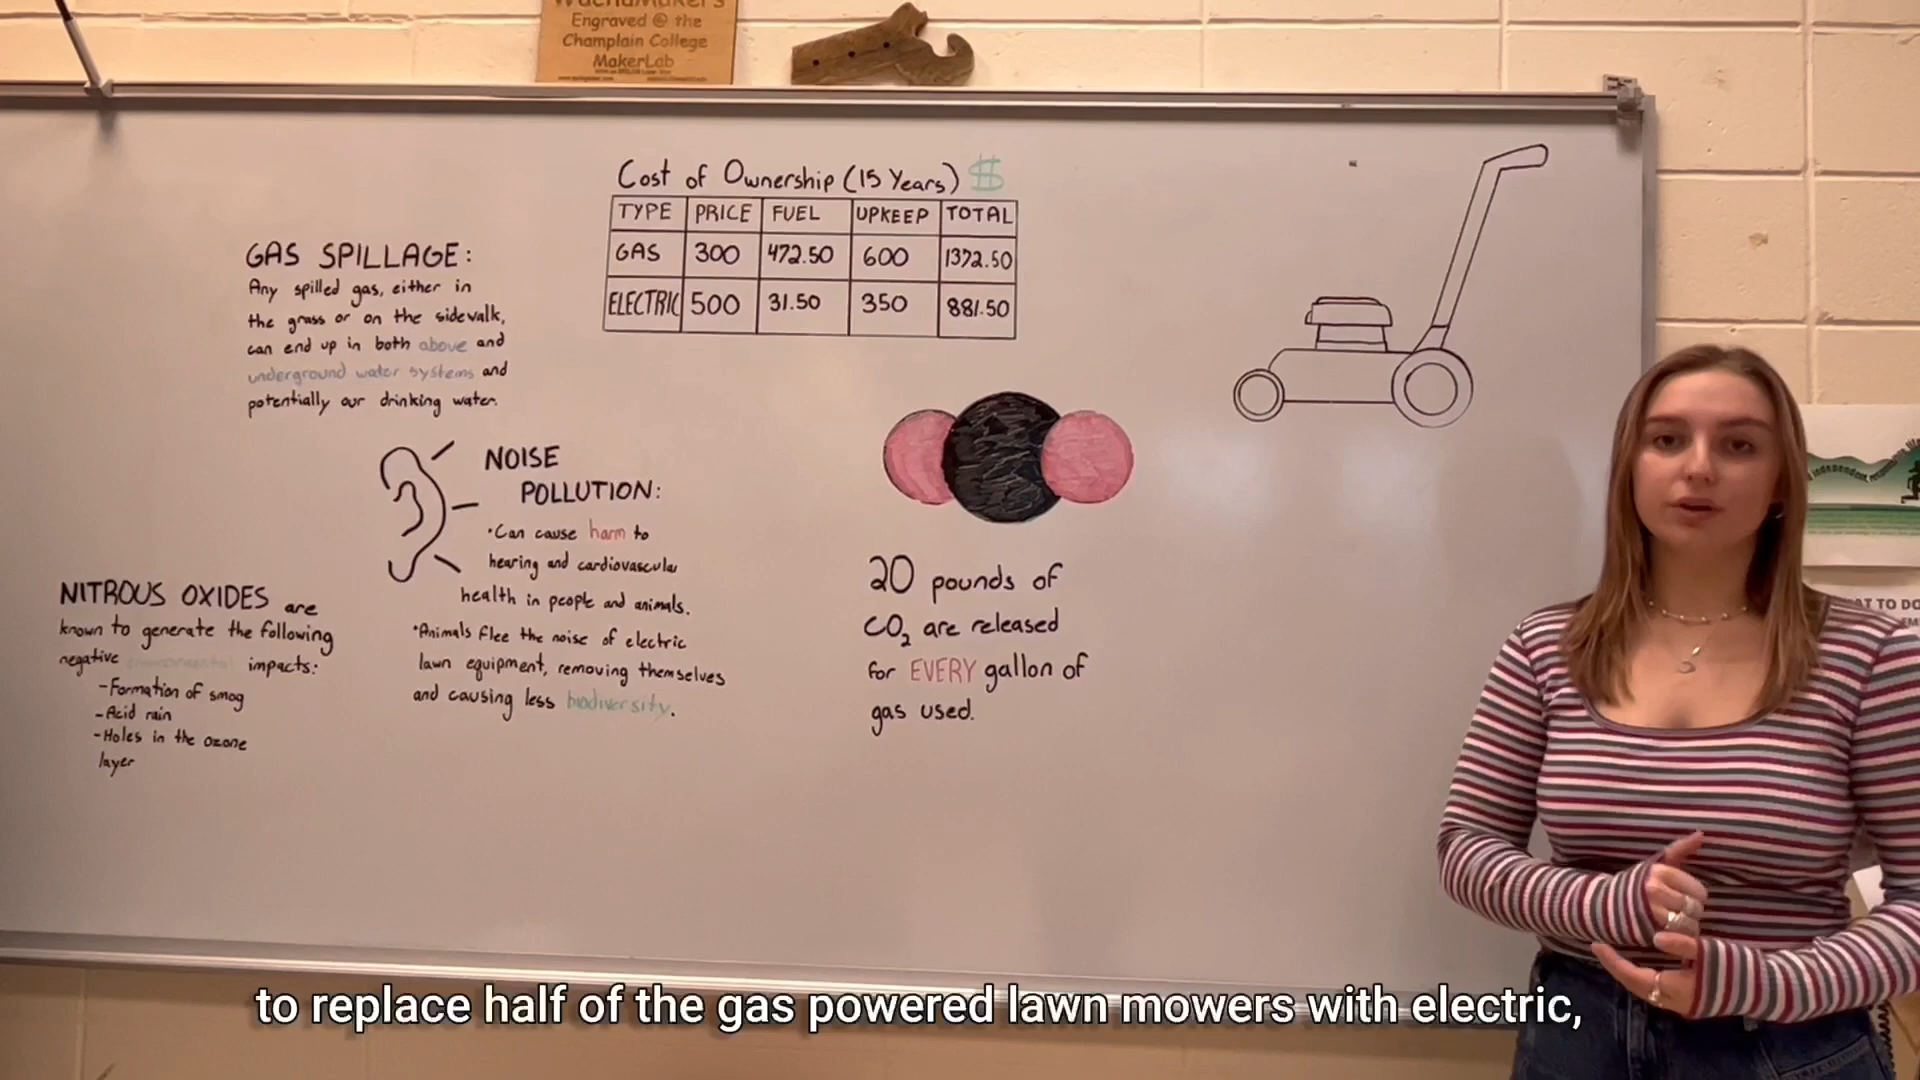 Engraved @ the
Champlain College
MakerLab
Cost of Ownership (15 Years) $
TYPE PRICE FUEL UPKEEP TOTAL
GAS 300 472.50 600 1372.50
ELECTRIC 500 31.50 350 881.50
GAS SPILLAGE:
Any spilled gas, either in
the grass or on the sidewalk,
can end up in both above and
underground water systems and
potentially our drinking water.
NOISE
POLLUTION:
•Can cause harm to
hearing and cardiovascular
health in people and animals.
•Animals flee the noise of electric
lawn equipment, removing themselves
and causing less biodiversity.
NITROUS OXIDES are
known to generate the following
negative environmental impacts:
-Formation of smog
-Acid rain
-Holes in the ozone
layer
20 pounds of
CO₂ are released
for EVERY gallon of
gas used.
to replace half of the gas powered lawn mowers with electric,